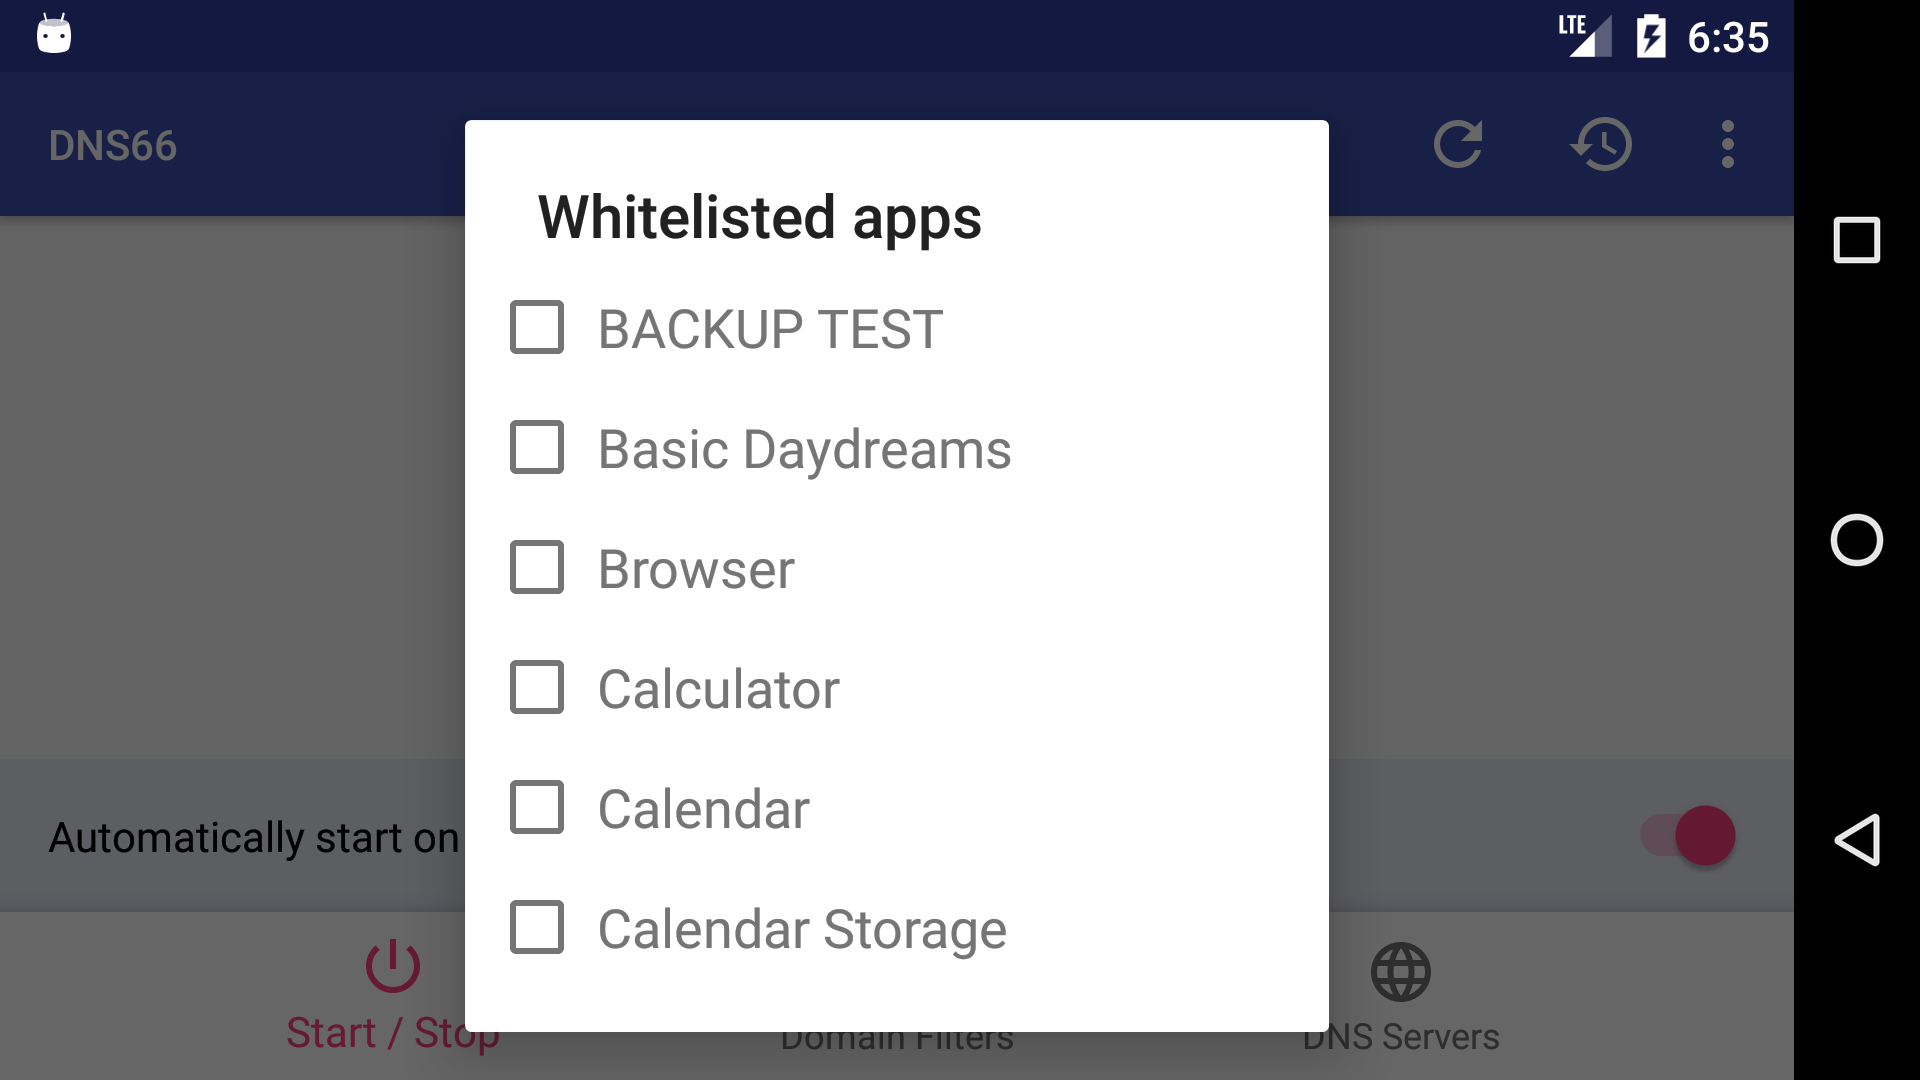 LTE 6:35
DNS66
Whitelisted apps
BACKUP TEST
Basic Daydreams
Browser
Calculator
Calendar
Automatically start on
Calendar Storage
Start / Stop
Domain Filters
DNS Servers